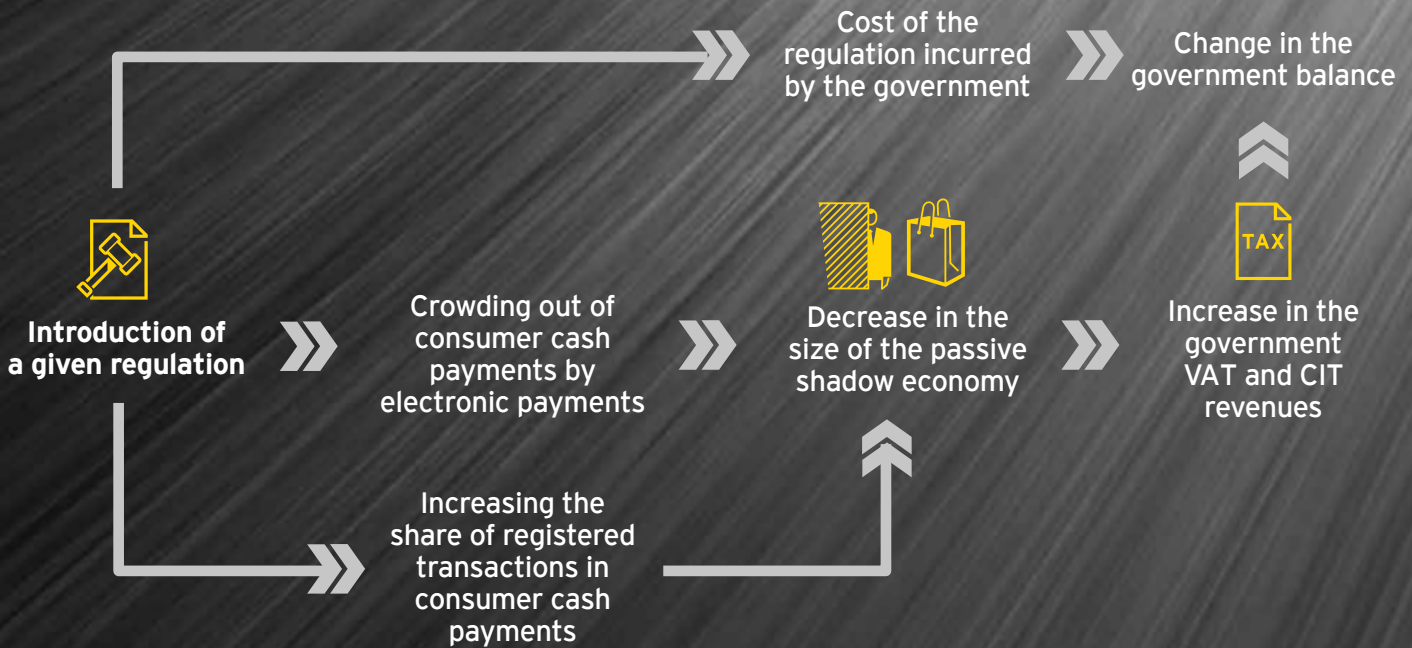 Cost of the
regulation incurred
by the government
Change in the
government balance
Introduction of
a given regulation
Crowding out of
consumer cash
payments by
electronic payments
Decrease in the
size of the passive
shadow economy
TAX
Increase in the
government
VAT and CIT
revenues
Increasing the
share of registered
transactions in
consumer cash
payments